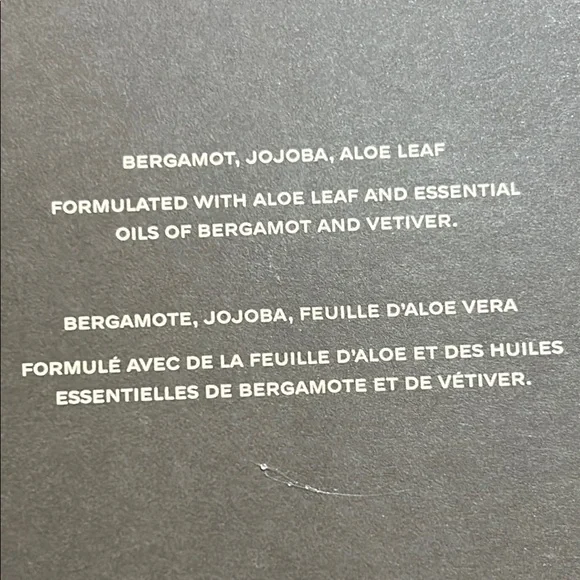 BERGAMOT, JOJOBA, ALOE LEAF
FORMULATED WITH ALOE LEAF AND ESSENTIAL
OILS OF BERGAMOT AND VETIVER.
BERGAMOTE, JOJOBA, FEUILLE D'ALOE VERA
FORMULÉ AVEC DE LA FEUILLE D'ALOE ET DES HUILES
ESSENTIELLES DE BERGAMOTE ET DE VÉTIVER.